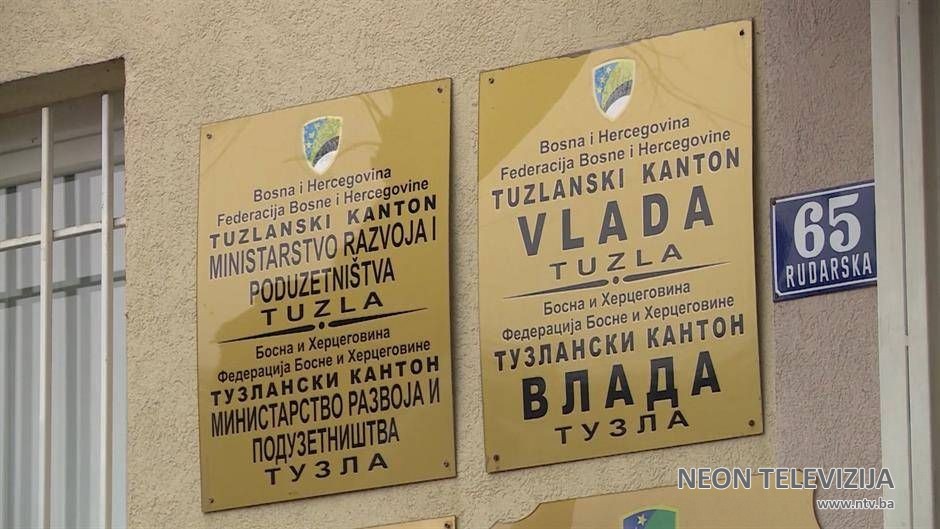 Bosna i Hercegovina
Federacija Bosne i Hercegovine
TUZLANSKI KANTON
MINISTARSTVO RAZVOJA I
PODUZETNIŠTVA
TUZLA
Босна и Херцеговина
Федерација Босне и Херцеговине
ТУЗЛАНСКИ КАНТОН
МИНИСТАРСТВО РАЗВОЈА И
ПОДУЗЕТНИШТВА
ТУЗЛА
Bosna i Hercegovina
Federacija Bosne i Hercegovine
TUZLANSKI KANTON
VLADA
TUZLA
Босна и Херцеговина
Федерација Босне и Херцеговине
ТУЗЛАНСКИ КАНТОН
ВЛАДА
ТУЗЛА
65
RUDARSKA
NEON TELEVIZIJA
www.ntv.ba